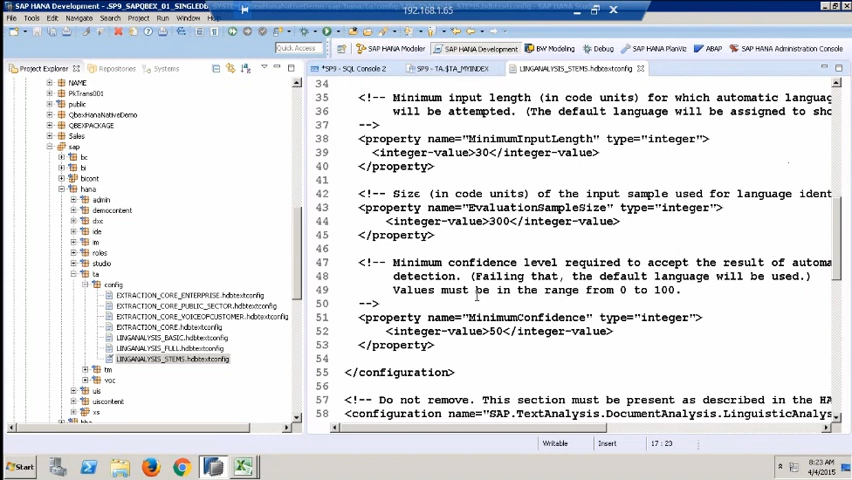 SAP HANA Development - SP9_SAPQBEX_01_SINGLEDB
192.168.1.65
File Edit Navigate Search Project Run Window Help
Quick Access
SAP HANA Modeler
SAP HANA Development
BW Modeling
Debug
SAP HANA PlanViz
ABAP
SAP HANA Administration Console
Project Explorer
Repositories
Systems
*SP9 - SQL Console 2
SP9 - TA.$TA_MYINDEX
LINGANALYSIS_STEMS.hdbtextconfig
NAME
PkTrans001
public
QbexHanaNativeDemo
QBEXPACKAGE
Sales
sap
bc
bi
bicont
hana
admin
democontent
dxc
ide
im
roles
studio
ta
config
EXTRACTION_CORE_ENTERPRISE.hdbtextconfig
EXTRACTION_CORE_PUBLIC_SECTOR.hdbtextconfig
EXTRACTION_CORE_VOICEOFCUSTOMER.hdbtextconfig
EXTRACTION_CORE.hdbtextconfig
LINGANALYSIS_BASIC.hdbtextconfig
LINGANALYSIS_FULL.hdbtextconfig
LINGANALYSIS_STEMS.hdbtextconfig
tm
voc
uis
uiscontent
xs
34
35 <!-- Minimum input length (in code units) for which automatic languag
36 will be attempted. (The default language will be assigned to sho
37 -->
38 <property name="MinimumInputLength" type="integer">
39 <integer-value>30</integer-value>
40 </property>
41
42 <!-- Size (in code units) of the input sample used for language ident
43 <property name="EvaluationSampleSize" type="integer">
44 <integer-value>300</integer-value>
45 </property>
46
47 <!-- Minimum confidence level required to accept the result of automa
48 detection. (Failing that, the default language will be used.)
49 Values must be in the range from 0 to 100.
50 -->
51 <property name="MinimumConfidence" type="integer">
52 <integer-value>50</integer-value>
53 </property>
54
55 </configuration>
56
57 <!-- Do not remove. This section must be present as described in the HA
58 <configuration name="SAP.TextAnalysis.DocumentAnalysis.LinguisticAnalys
Writable
Insert
17 : 23
Start
8:23 AM
4/4/2015